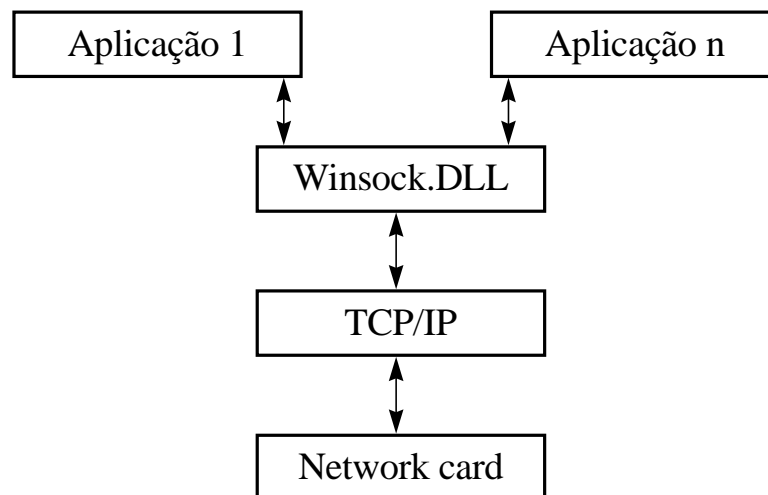 Aplicação 1
Aplicação n
Winsock.DLL
TCP/IP
Network card